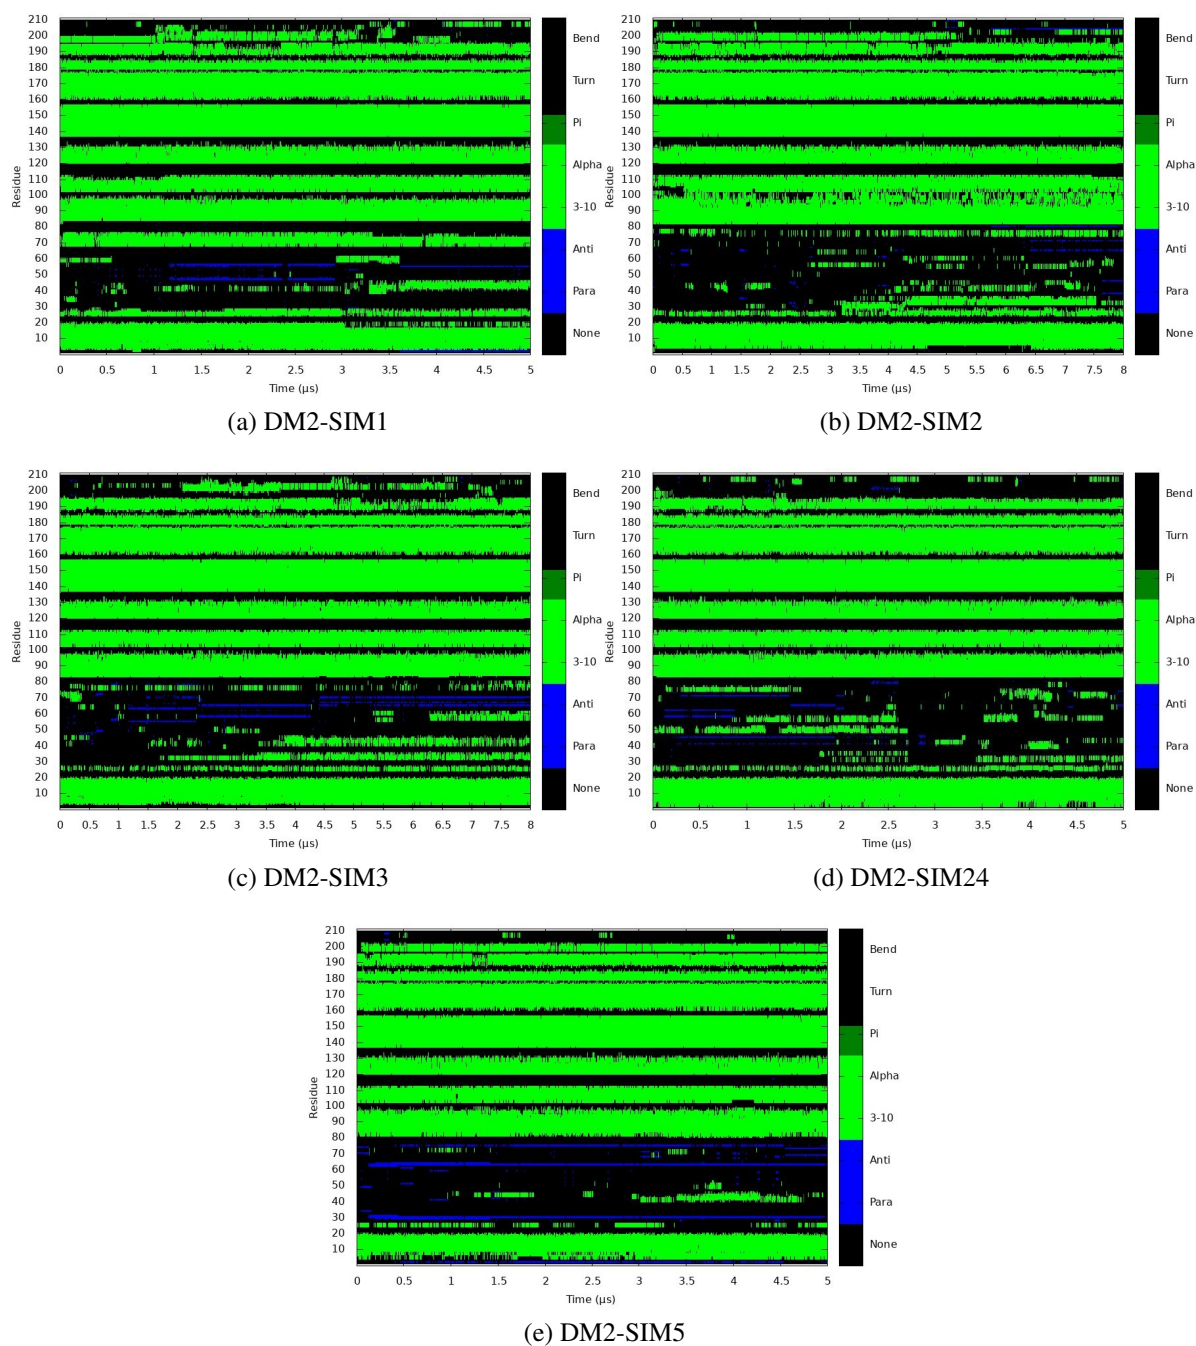 210
200
190
180
170
160
150
140
130
120
110
100
90
80
70
60
50
40
30
20
10
Residue
0 0.5 1 1.5 2 2.5 3 3.5 4 4.5 5
Time (µs)
Bend
Turn
Pi
Alpha
3-10
Anti
Para
None
(a) DM2-SIM1
210
200
190
180
170
160
150
140
130
120
110
100
90
80
70
60
50
40
30
20
10
Residue
0 0.5 1 1.5 2 2.5 3 3.5 4 4.5 5 5.5 6 6.5 7 7.5 8
Time (µs)
Bend
Turn
Pi
Alpha
3-10
Anti
Para
None
(b) DM2-SIM2
210
200
190
180
170
160
150
140
130
120
110
100
90
80
70
60
50
40
30
20
10
Residue
0 0.5 1 1.5 2 2.5 3 3.5 4 4.5 5 5.5 6 6.5 7 7.5 8
Time (µs)
Bend
Turn
Pi
Alpha
3-10
Anti
Para
None
(c) DM2-SIM3
210
200
190
180
170
160
150
140
130
120
110
100
90
80
70
60
50
40
30
20
10
Residue
0 0.5 1 1.5 2 2.5 3 3.5 4 4.5 5
Time (µs)
Bend
Turn
Pi
Alpha
3-10
Anti
Para
None
(d) DM2-SIM24
210
200
190
180
170
160
150
140
130
120
110
100
90
80
70
60
50
40
30
20
10
Residue
0 0.5 1 1.5 2 2.5 3 3.5 4 4.5 5
Time (µs)
Bend
Turn
Pi
Alpha
3-10
Anti
Para
None
(e) DM2-SIM5